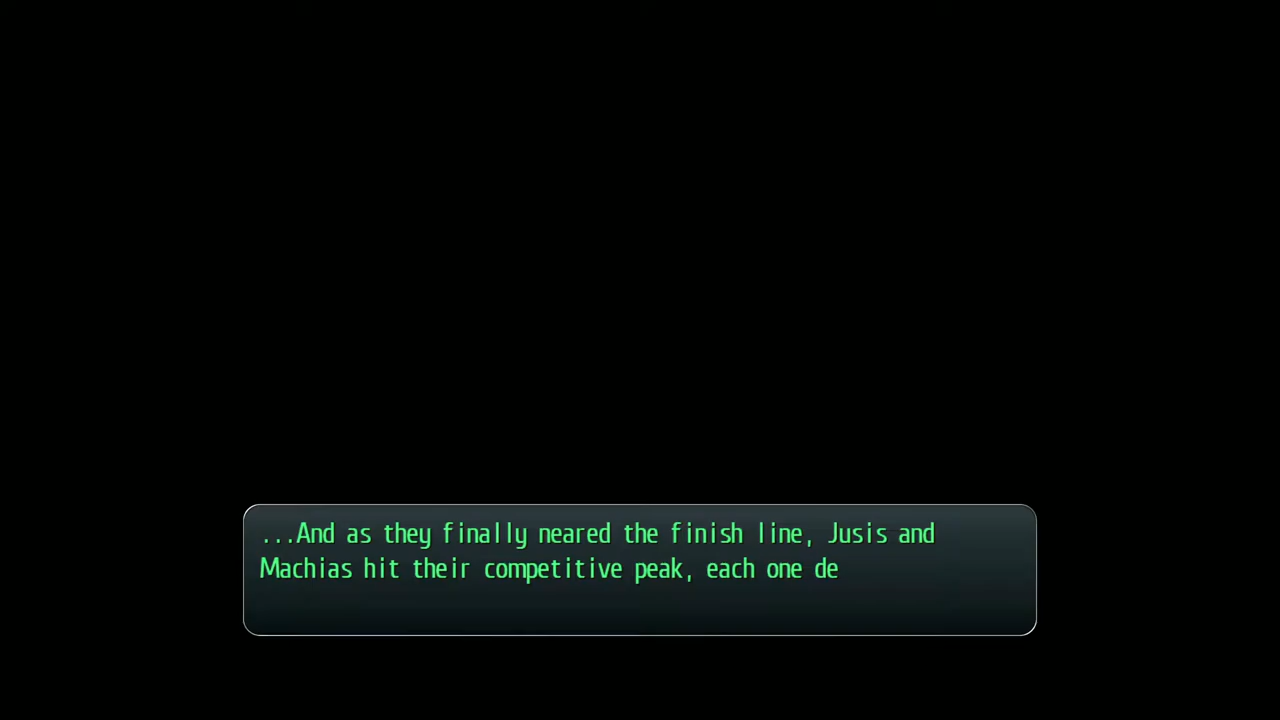 ...And as they finally neared the finish line, Jusis and
Machias hit their competitive peak, each one de